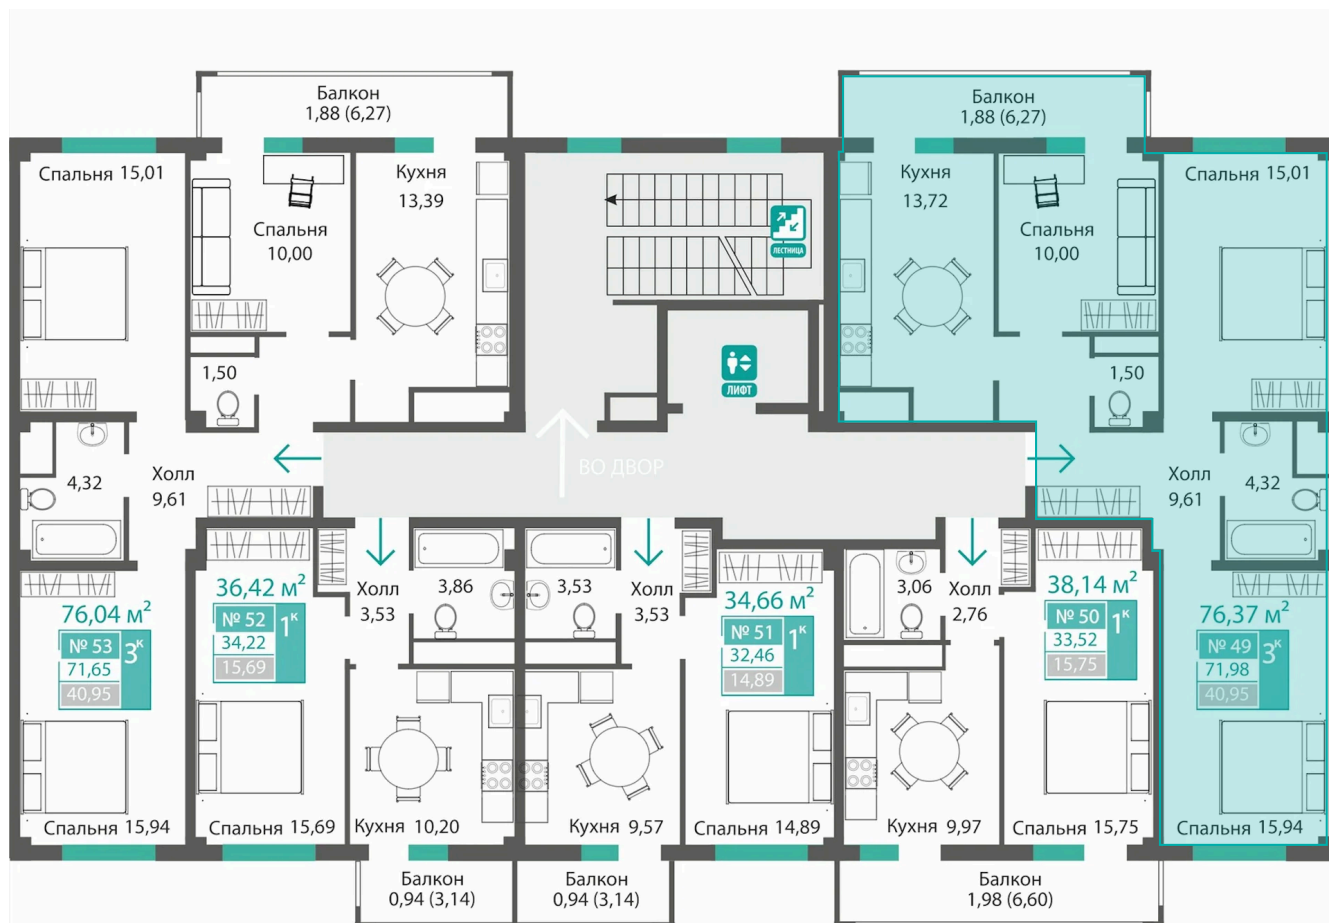 Балкон
1,88 (6,27)
Балкон
1,88 (6,27)
Спальня 15,01
Кухня
13,39
Спальня
10,00
ЛЕСТНИЦА
Кухня
13,72
Спальня
10,00
Спальня 15,01
1,50
ЛИФТ
1,50
ВО ДВОР
4,32
Холл
9,61
Холл
9,61
4,32
76,04 м²
№ 53
71,65
40,95
3к
36,42 м²
№ 52
34,22
15,69
1к
Холл
3,53
3,86
3,53
Холл
3,53
34,66 м²
№ 51
32,46
14,89
1к
3,06
Холл
2,76
38,14 м²
№ 50
33,52
15,75
1к
76,37 м²
№ 49
71,98
40,95
3к
Спальня 15,94
Спальня 15,69
Кухня 10,20
Кухня 9,57
Спальня 14,89
Кухня 9,97
Спальня 15,75
Спальня 15,94
Балкон
0,94 (3,14)
Балкон
0,94 (3,14)
Балкон
1,98 (6,60)